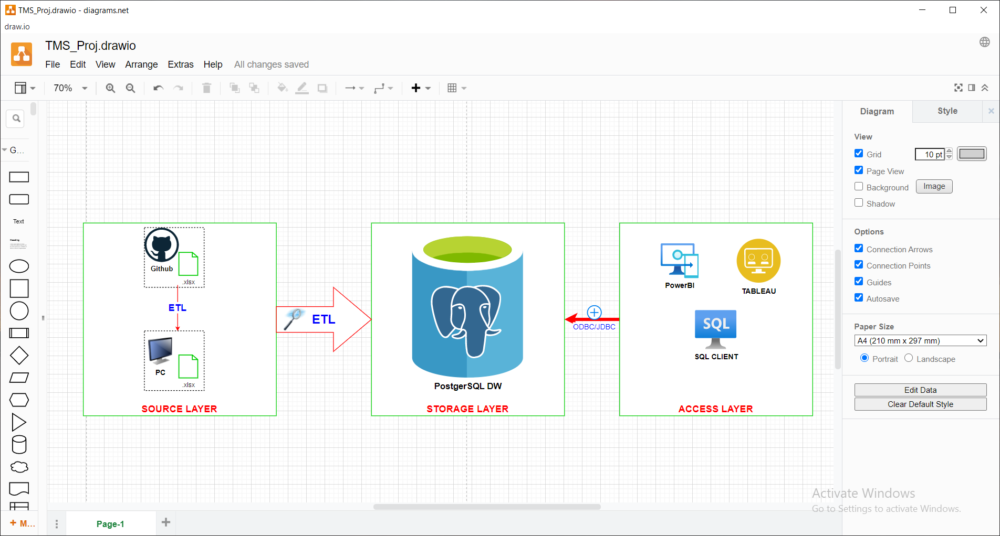 TMS_Proj.drawio - diagrams.net
draw.io
TMS_Proj.drawio
File Edit View Arrange Extras Help All changes saved
70%
G...
Text
Heading
Github
.xlsx
ETL
PC
.xlsx
SOURCE LAYER
ETL
PostgerSQL DW
STORAGE LAYER
ODBC/JDBC
PowerBI
TABLEAU
SQL
SQL CLIENT
ACCESS LAYER
Diagram Style
View
Grid 10 pt
Page View
Background Image
Shadow
Options
Connection Arrows
Connection Points
Guides
Autosave
Paper Size
A4 (210 mm x 297 mm)
Portrait Landscape
Edit Data
Clear Default Style
Activate Windows
Go to Settings to activate Windows.
+ M...
Page-1